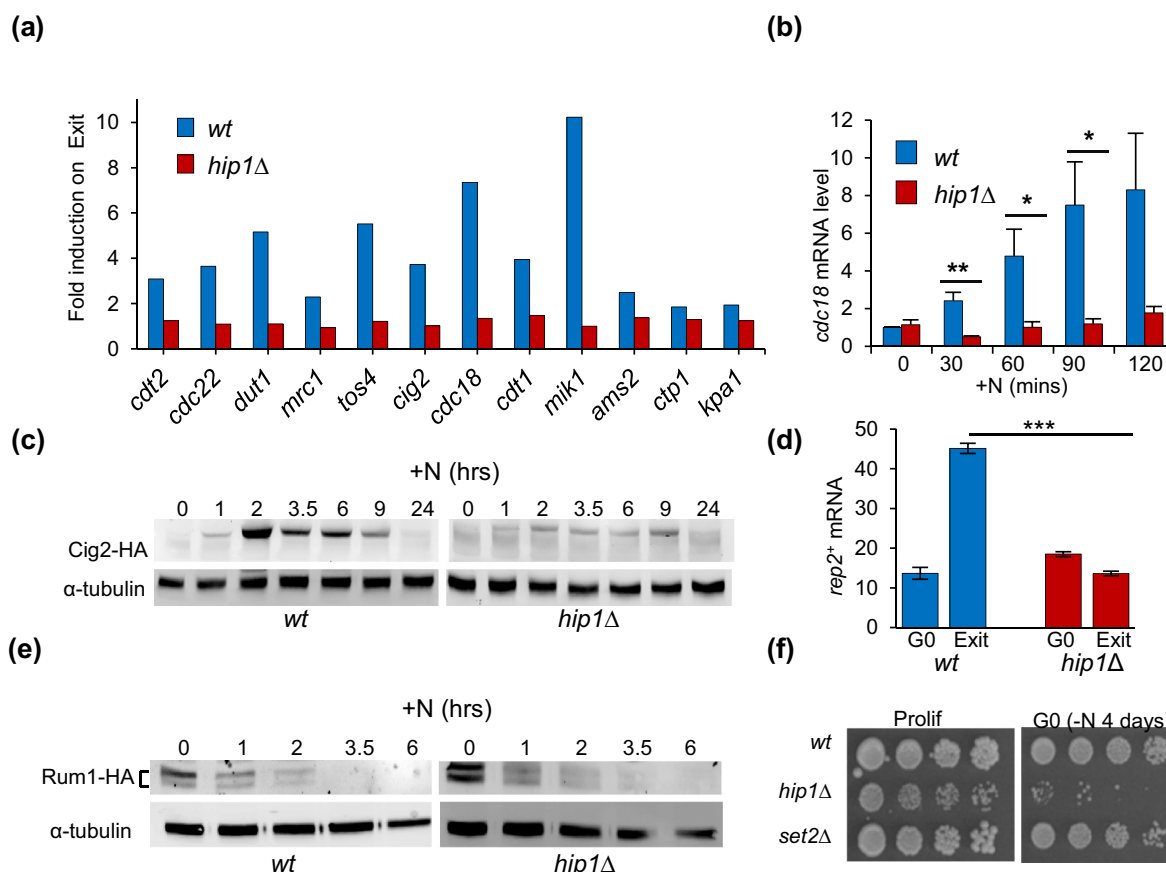 (a)
Fold induction on Exit
10
8
6
4
2
0
wt
hip1Δ
cdt2
cdc22
dut1
mrc1
tos4
cig2
cdc18
cdt1
mik1
ams2
ctp1
kpa1
(b)
cdc18 mRNA level
12
10
8
6
4
2
0
wt
hip1Δ
**
*
*
0 30 60 90 120
+N (mins)
(c)
+N (hrs)
0 1 2 3.5 6 9 24
0 1 2 3.5 6 9 24
Cig2-HA
α-tubulin
wt
hip1Δ
(d)
rep2+ mRNA
50
40
30
20
10
0
***
G0 Exit
G0 Exit
wt
hip1Δ
(e)
+N (hrs)
0 1 2 3.5 6
0 1 2 3.5 6
Rum1-HA
α-tubulin
wt
hip1Δ
(f)
Prolif
G0 (-N 4 days)
wt
hip1Δ
set2Δ